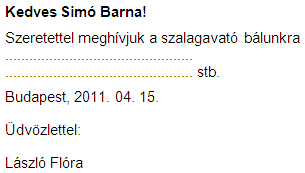 Kedves Simó Barna!
Szeretettel meghívjuk a szalagavató bálunkra
................................................
................................................ stb.
Budapest, 2011. 04. 15.
Üdvözlettel:
László Flóra